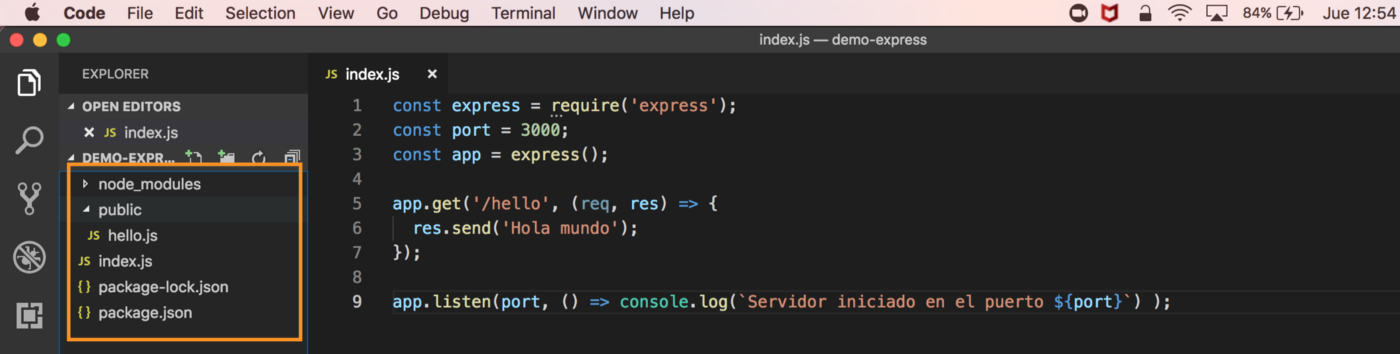 Code File Edit Selection View Go Debug Terminal Window Help 84% Jue 12:54
index.js — demo-express
EXPLORER
OPEN EDITORS
JS index.js
DEMO-EXPR...
node_modules
public
JS hello.js
JS index.js
{} package-lock.json
{} package.json
JS index.js
1 const express = require('express');
2 const port = 3000;
3 const app = express();
4
5 app.get('/hello', (req, res) => {
6 res.send('Hola mundo');
7 });
8
9 app.listen(port, () => console.log(`Servidor iniciado en el puerto ${port}`) );